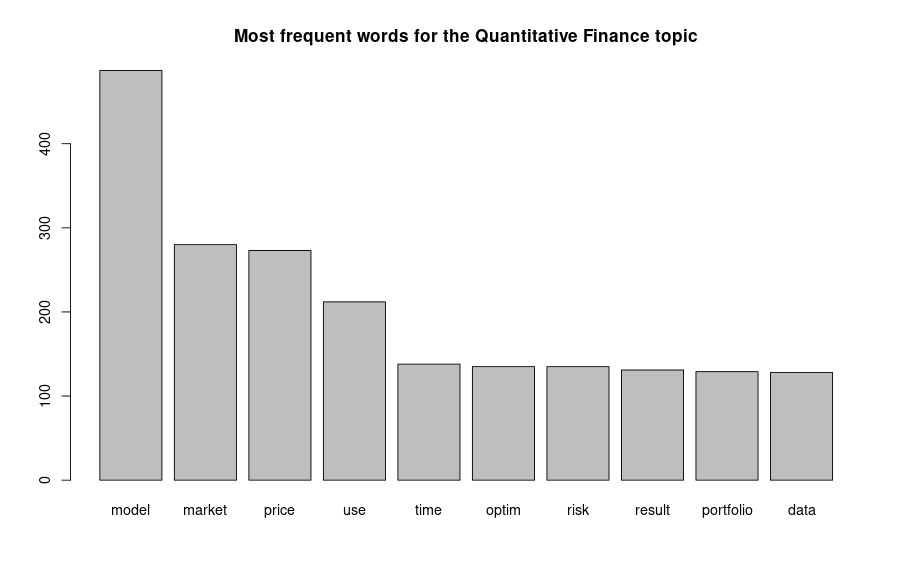 Most frequent words for the Quantitative Finance topic
400
300
200
100
0
model market price use time optim risk result portfolio data